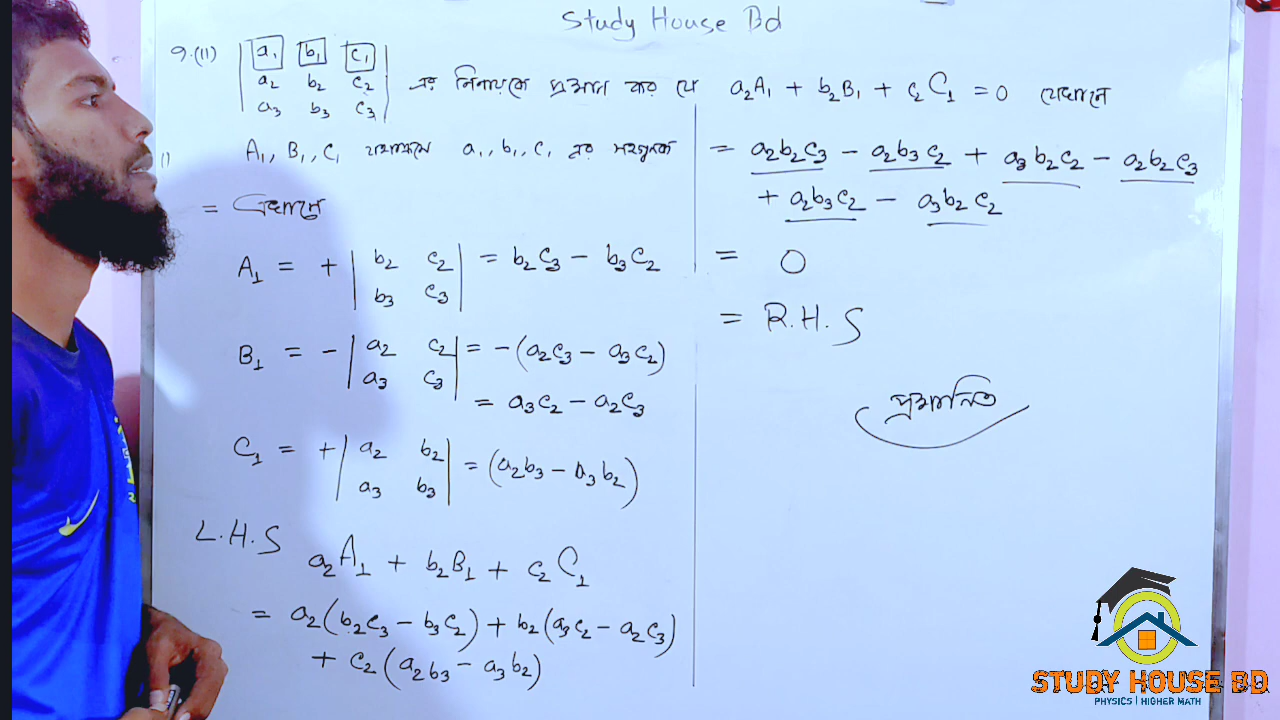 Study House Bd
9.(11) | a₁ b₁ c₁ |
| a₂ b₂ c₂ | এর নির্নায়কে প্রমাণ কর যে a₂A₁ + b₂B₁ + c₂C₁ = 0 যেখানে
| a₃ b₃ c₃ |
A₁, B₁, C₁ যথাক্রমে a₁, b₁, c₁ এর সহগুনক
= এখানে
A₁ = + | b₂ c₂ | = b₂c₃ - b₃c₂
| b₃ c₃ |
B₁ = - | a₂ c₂ | = -(a₂c₃ - a₃c₂)
| a₃ c₃ |
= a₃c₂ - a₂c₃
C₁ = + | a₂ b₂ | = (a₂b₃ - a₃b₂)
| a₃ b₃ |
L.H.S
a₂A₁ + b₂B₁ + c₂C₁
= a₂(b₂c₃ - b₃c₂) + b₂(a₃c₂ - a₂c₃)
+ c₂(a₂b₃ - a₃b₂)
= a₂b₂c₃ - a₂b₃c₂ + a₃b₂c₂ - a₂b₂c₃
+ a₂b₃c₂ - a₃b₂c₂
= 0
= R.H.S
প্রমানিত
STUDY HOUSE BD
PHYSICS | HIGHER MATH